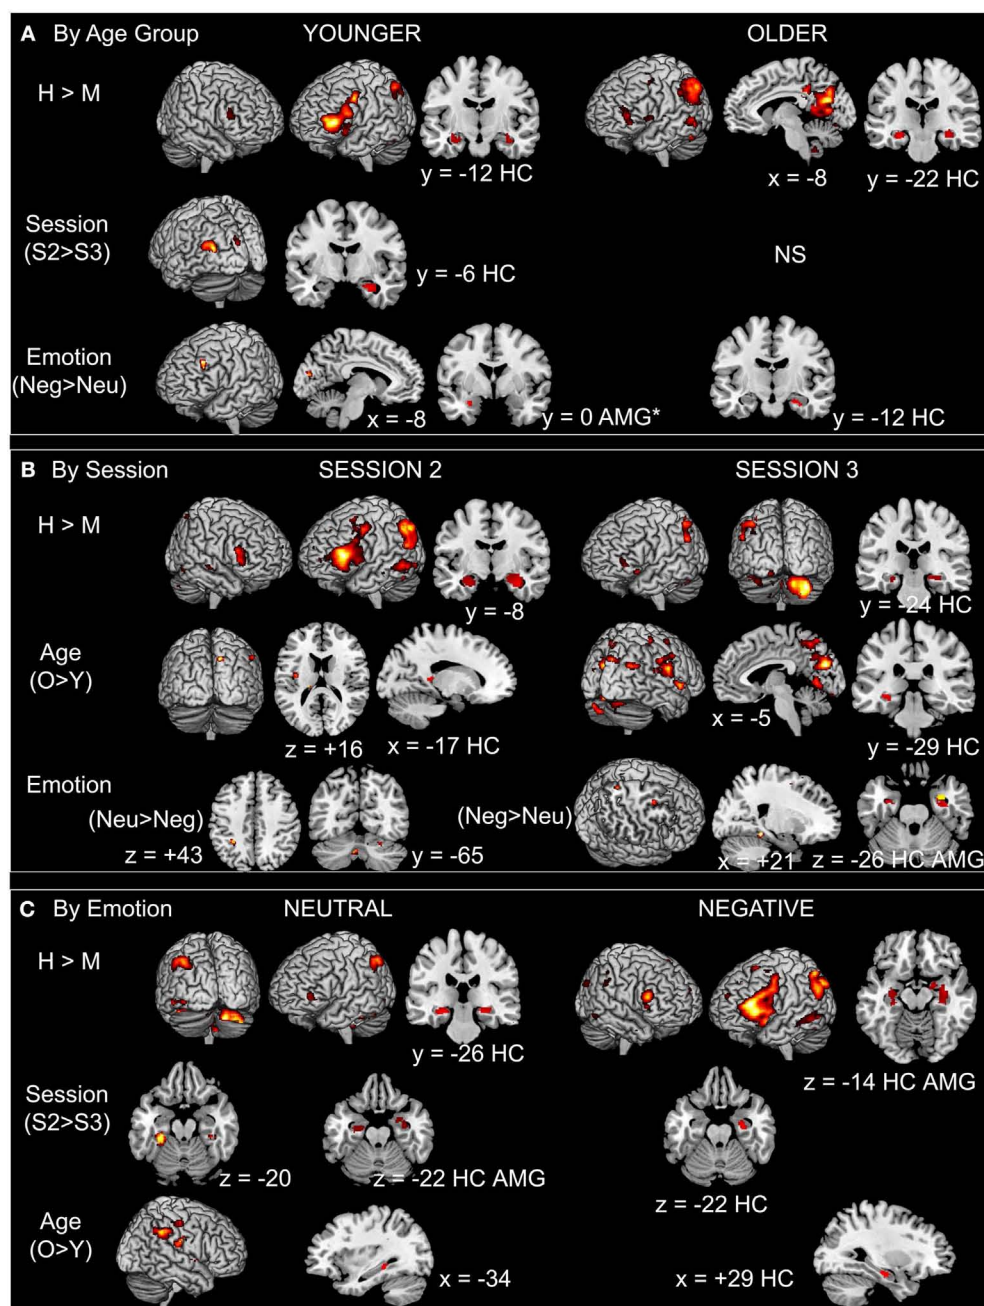 A By Age Group YOUNGER OLDER
H > M
y = -12 HC x = -8 y = -22 HC
Session
(S2>S3)
y = -6 HC
NS
Emotion
(Neg>Neu)
x = -8 y = 0 AMG* y = -12 HC
B By Session SESSION 2 SESSION 3
H > M
y = -8 y = -24 HC
Age
(O>Y)
z = +16 x = -17 HC x = -5 y = -29 HC
Emotion
(Neu>Neg) (Neg>Neu)
z = +43 y = -65 x = +21 z = -26 HC AMG
C By Emotion NEUTRAL NEGATIVE
H > M
y = -26 HC z = -14 HC AMG
Session
(S2>S3)
z = -20 z = -22 HC AMG z = -22 HC
Age
(O>Y)
x = -34 x = +29 HC